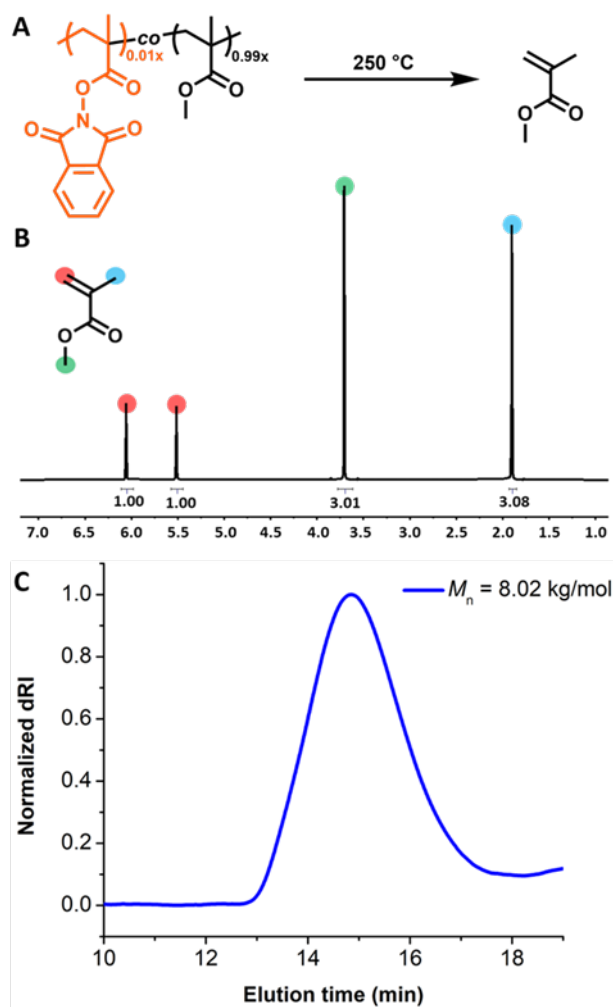 A
co
0.01x
0.99x
250 °C
O
O
O
N
O
O
O
O
O
B
O
O
1.00
1.00
3.01
3.08
7.0 6.5 6.0 5.5 5.0 4.5 4.0 3.5 3.0 2.5 2.0 1.5 1.0
C
Mn = 8.02 kg/mol
1.0
0.8
0.6
0.4
0.2
0.0
Normalized dRI
10 12 14 16 18
Elution time (min)